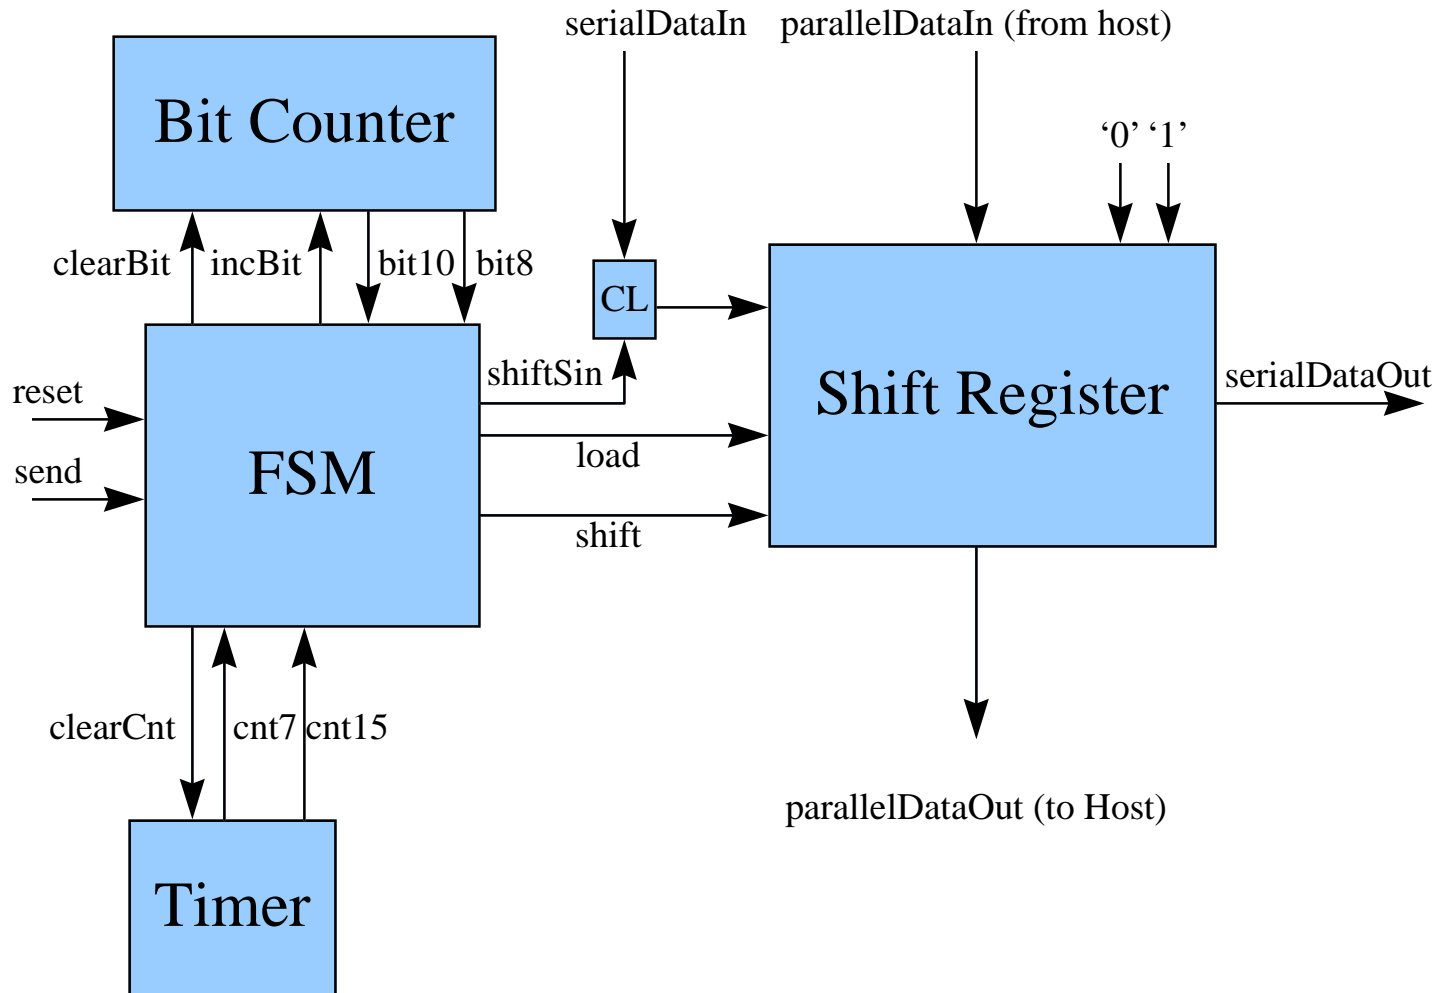 serialDataIn
parallelDataIn (from host)
Bit Counter
‘0’ ‘1’
clearBit
incBit
bit10
bit8
CL
shiftSin
reset
send
FSM
load
shift
Shift Register
serialDataOut
clearCnt
cnt7
cnt15
parallelDataOut (to Host)
Timer